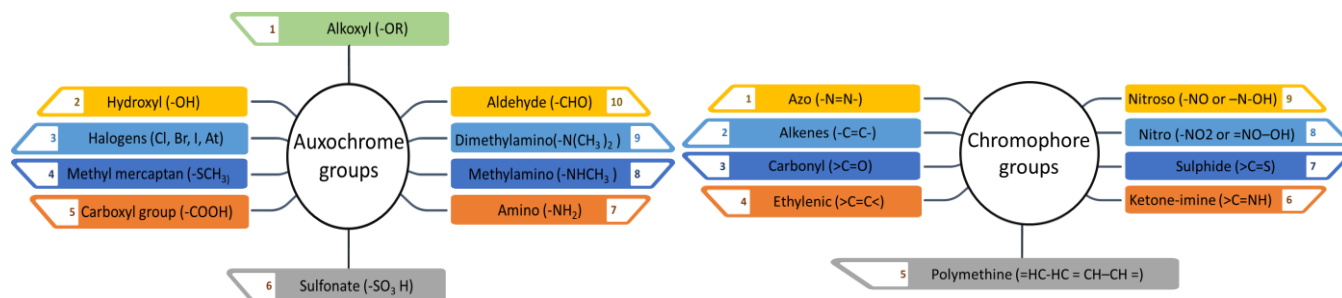 1 Alkoxyl (-OR)
2 Hydroxyl (-OH)
3 Halogens (Cl, Br, I, At)
4 Methyl mercaptan (-SCH3)
5 Carboxyl group (-COOH)
6 Sulfonate (-SO3 H)
Auxochrome
groups
Aldehyde (-CHO) 10
Dimethylamino(-N(CH3)2 ) 9
Methylamino (-NHCH3 ) 8
Amino (-NH2) 7
1 Azo (-N=N-)
2 Alkenes (-C=C-)
3 Carbonyl (>C=O)
4 Ethylenic (>C=C<)
5 Polymethine (=HC-HC = CH–CH =)
Chromophore
groups
Nitroso (-NO or –N-OH) 9
Nitro (-NO2 or =NO–OH) 8
Sulphide (>C=S) 7
Ketone-imine (>C=NH) 6